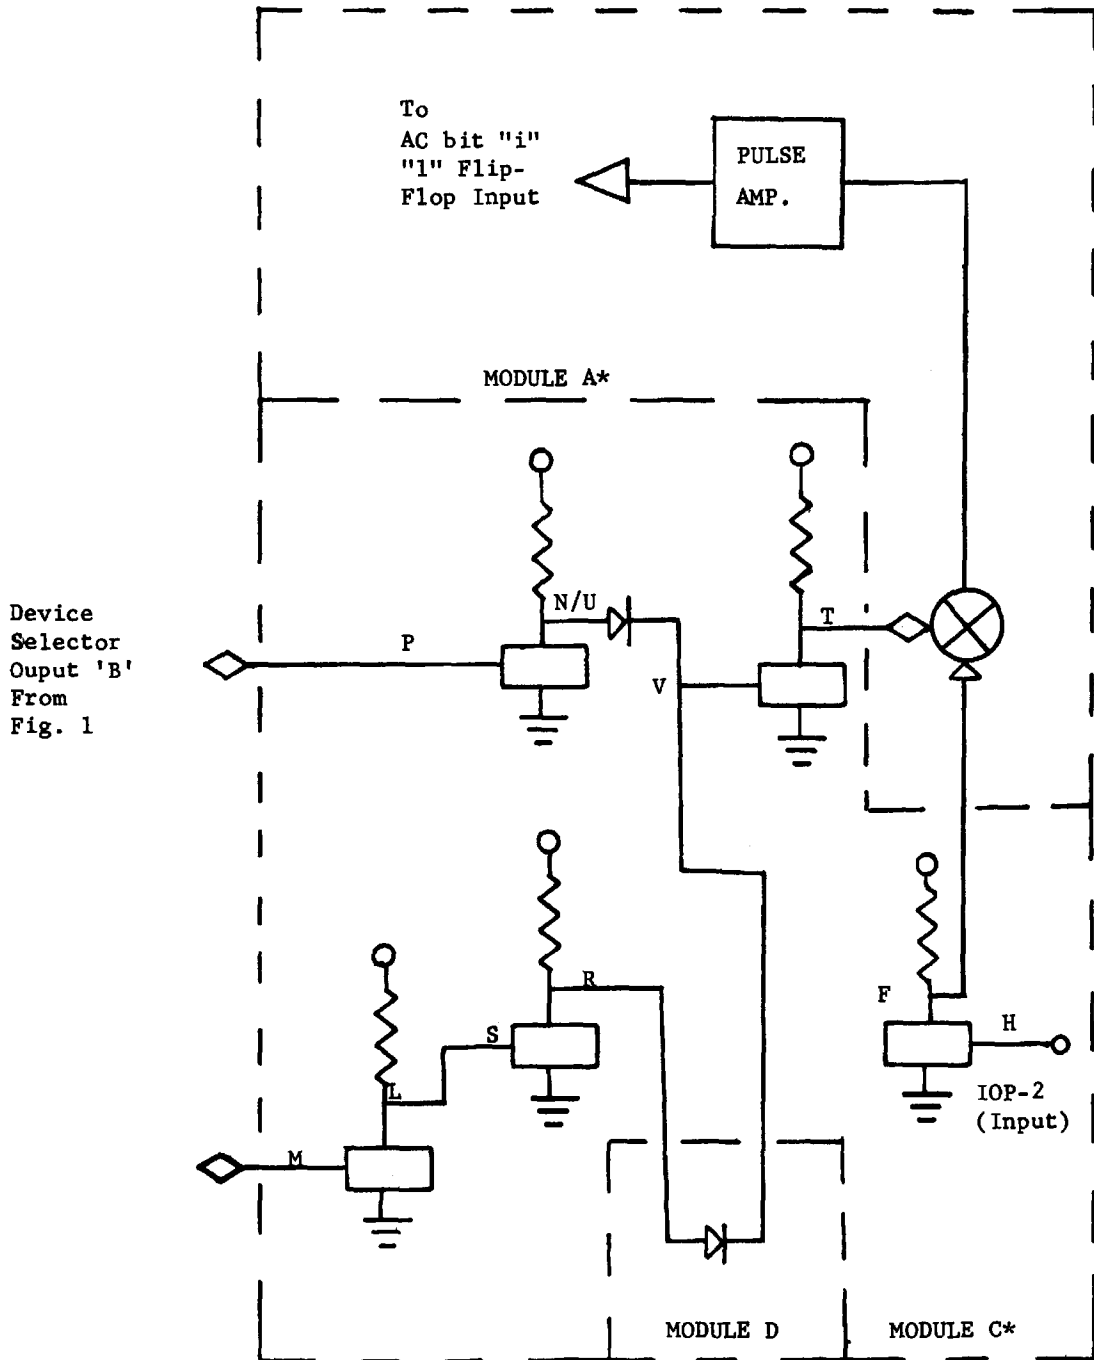 To
AC bit "i"
"1" Flip-
Flop Input
PULSE
AMP.
MODULE A*
N/U
T
P
V
Device
Selector
Ouput 'B'
From
Fig. 1
R
F
S
H
L
IOP-2
(Input)
M
MODULE D
MODULE C*